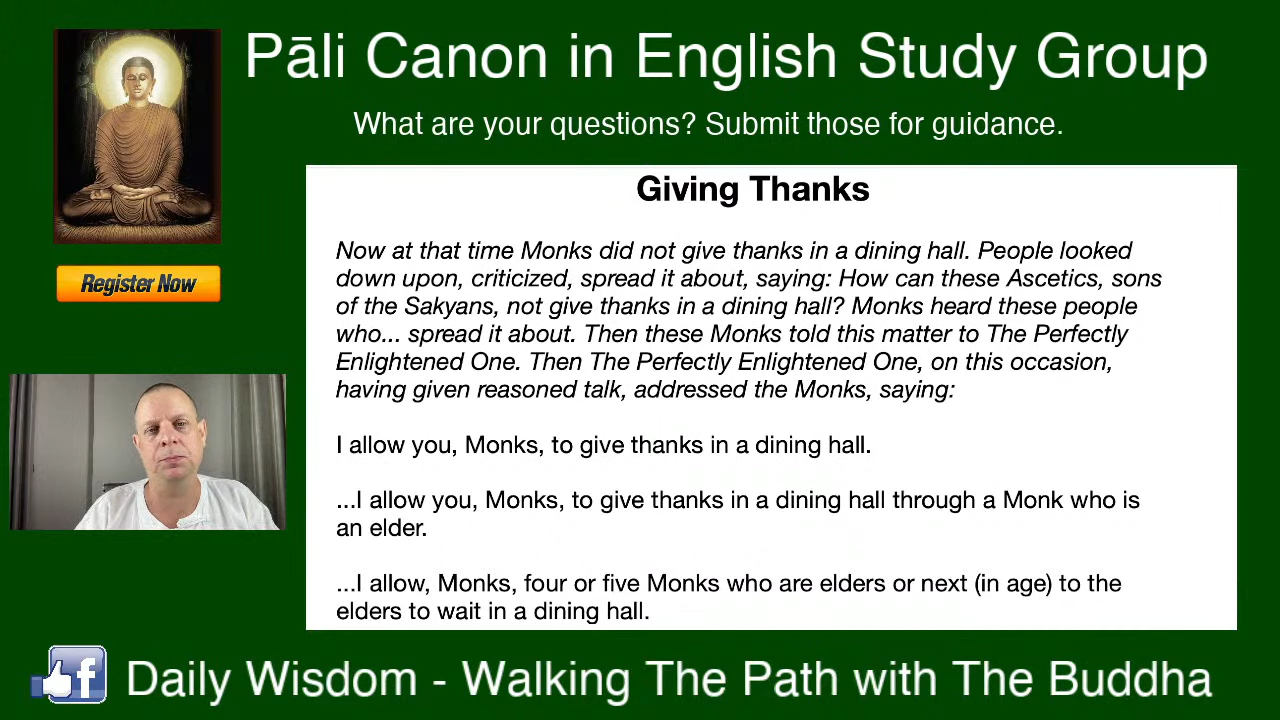 Pāli Canon in English Study Group
What are your questions? Submit those for guidance.
Register Now
Giving Thanks
Now at that time Monks did not give thanks in a dining hall. People looked
down upon, criticized, spread it about, saying: How can these Ascetics, sons
of the Sakyans, not give thanks in a dining hall? Monks heard these people
who... spread it about. Then these Monks told this matter to The Perfectly
Enlightened One. Then The Perfectly Enlightened One, on this occasion,
having given reasoned talk, addressed the Monks, saying:
I allow you, Monks, to give thanks in a dining hall.
...I allow you, Monks, to give thanks in a dining hall through a Monk who is
an elder.
...I allow, Monks, four or five Monks who are elders or next (in age) to the
elders to wait in a dining hall.
f
Daily Wisdom - Walking The Path with The Buddha